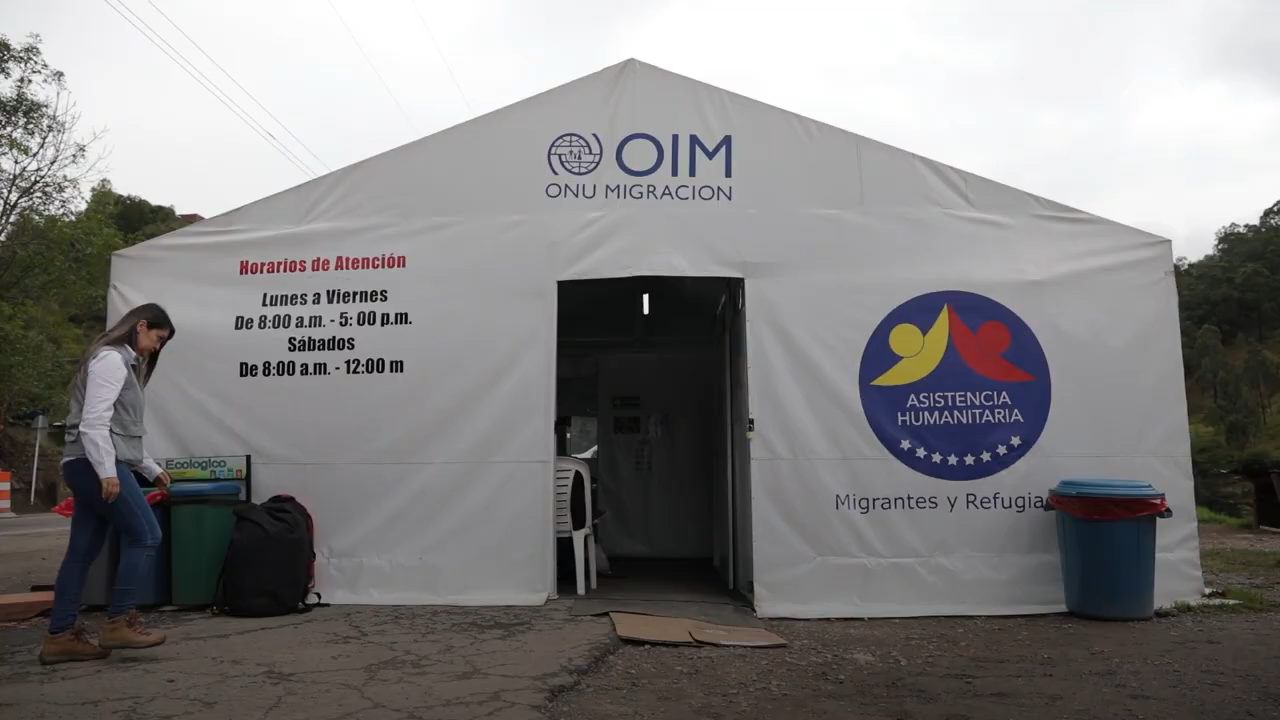 OIM
ONU MIGRACION
Horarios de Atención
Lunes a Viernes
De 8:00 a.m. - 5: 00 p.m.
Sábados
De 8:00 a.m. - 12:00 m
ASISTENCIA
HUMANITARIA
Migrantes y Refugia
Ecologico